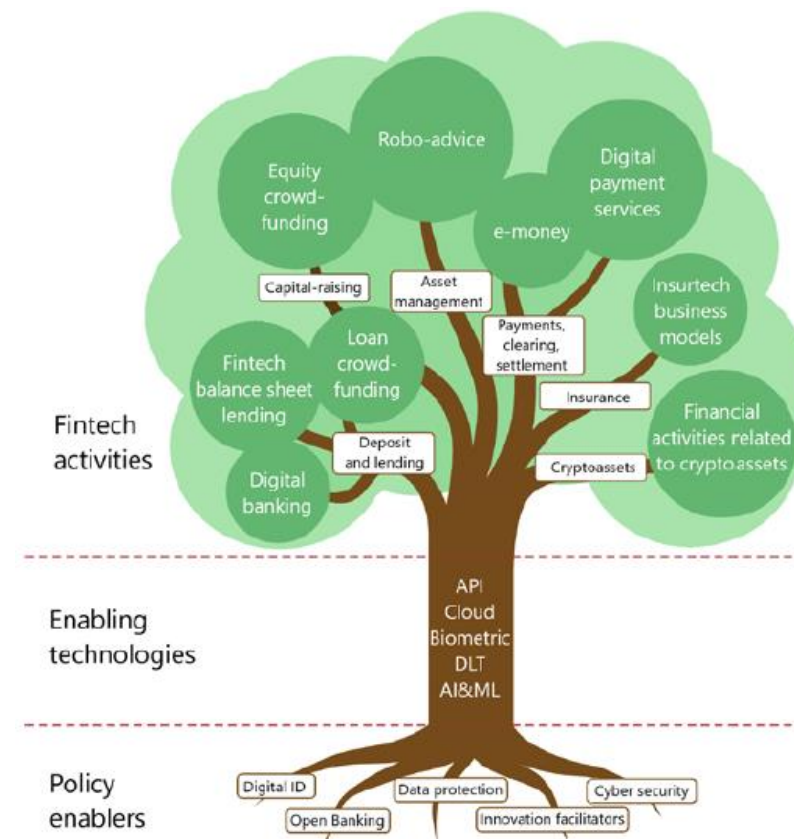 Robo-advice
Equity
crowd-
funding
Digital
payment
services
e-money
Capital-raising
Asset
management
Insurtech
business
models
Payments,
clearing,
settlement
Loan
crowd-
funding
Fintech
balance sheet
lending
Insurance
Financial
activities related
to cryptoassets
Fintech
activities
Deposit
and lending
Cryptoassets
Digital
banking
Enabling
technologies
API
Cloud
Biometric
DLT
AI&ML
Policy
enablers
Digital ID
Data protection
Cyber security
Open Banking
Innovation facilitators